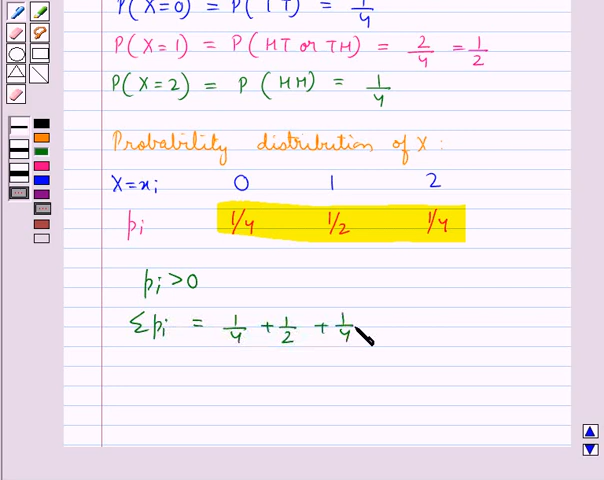 P(X=0) = P(TT) = 1/4
P(X=1) = P(HT or TH) = 2/4 = 1/2
P(X=2) = P(HH) = 1/4
Probability distribution of X :
X=xi 0 1 2
pi 1/4 1/2 1/4
pi > 0
Σpi = 1/4 + 1/2 + 1/4